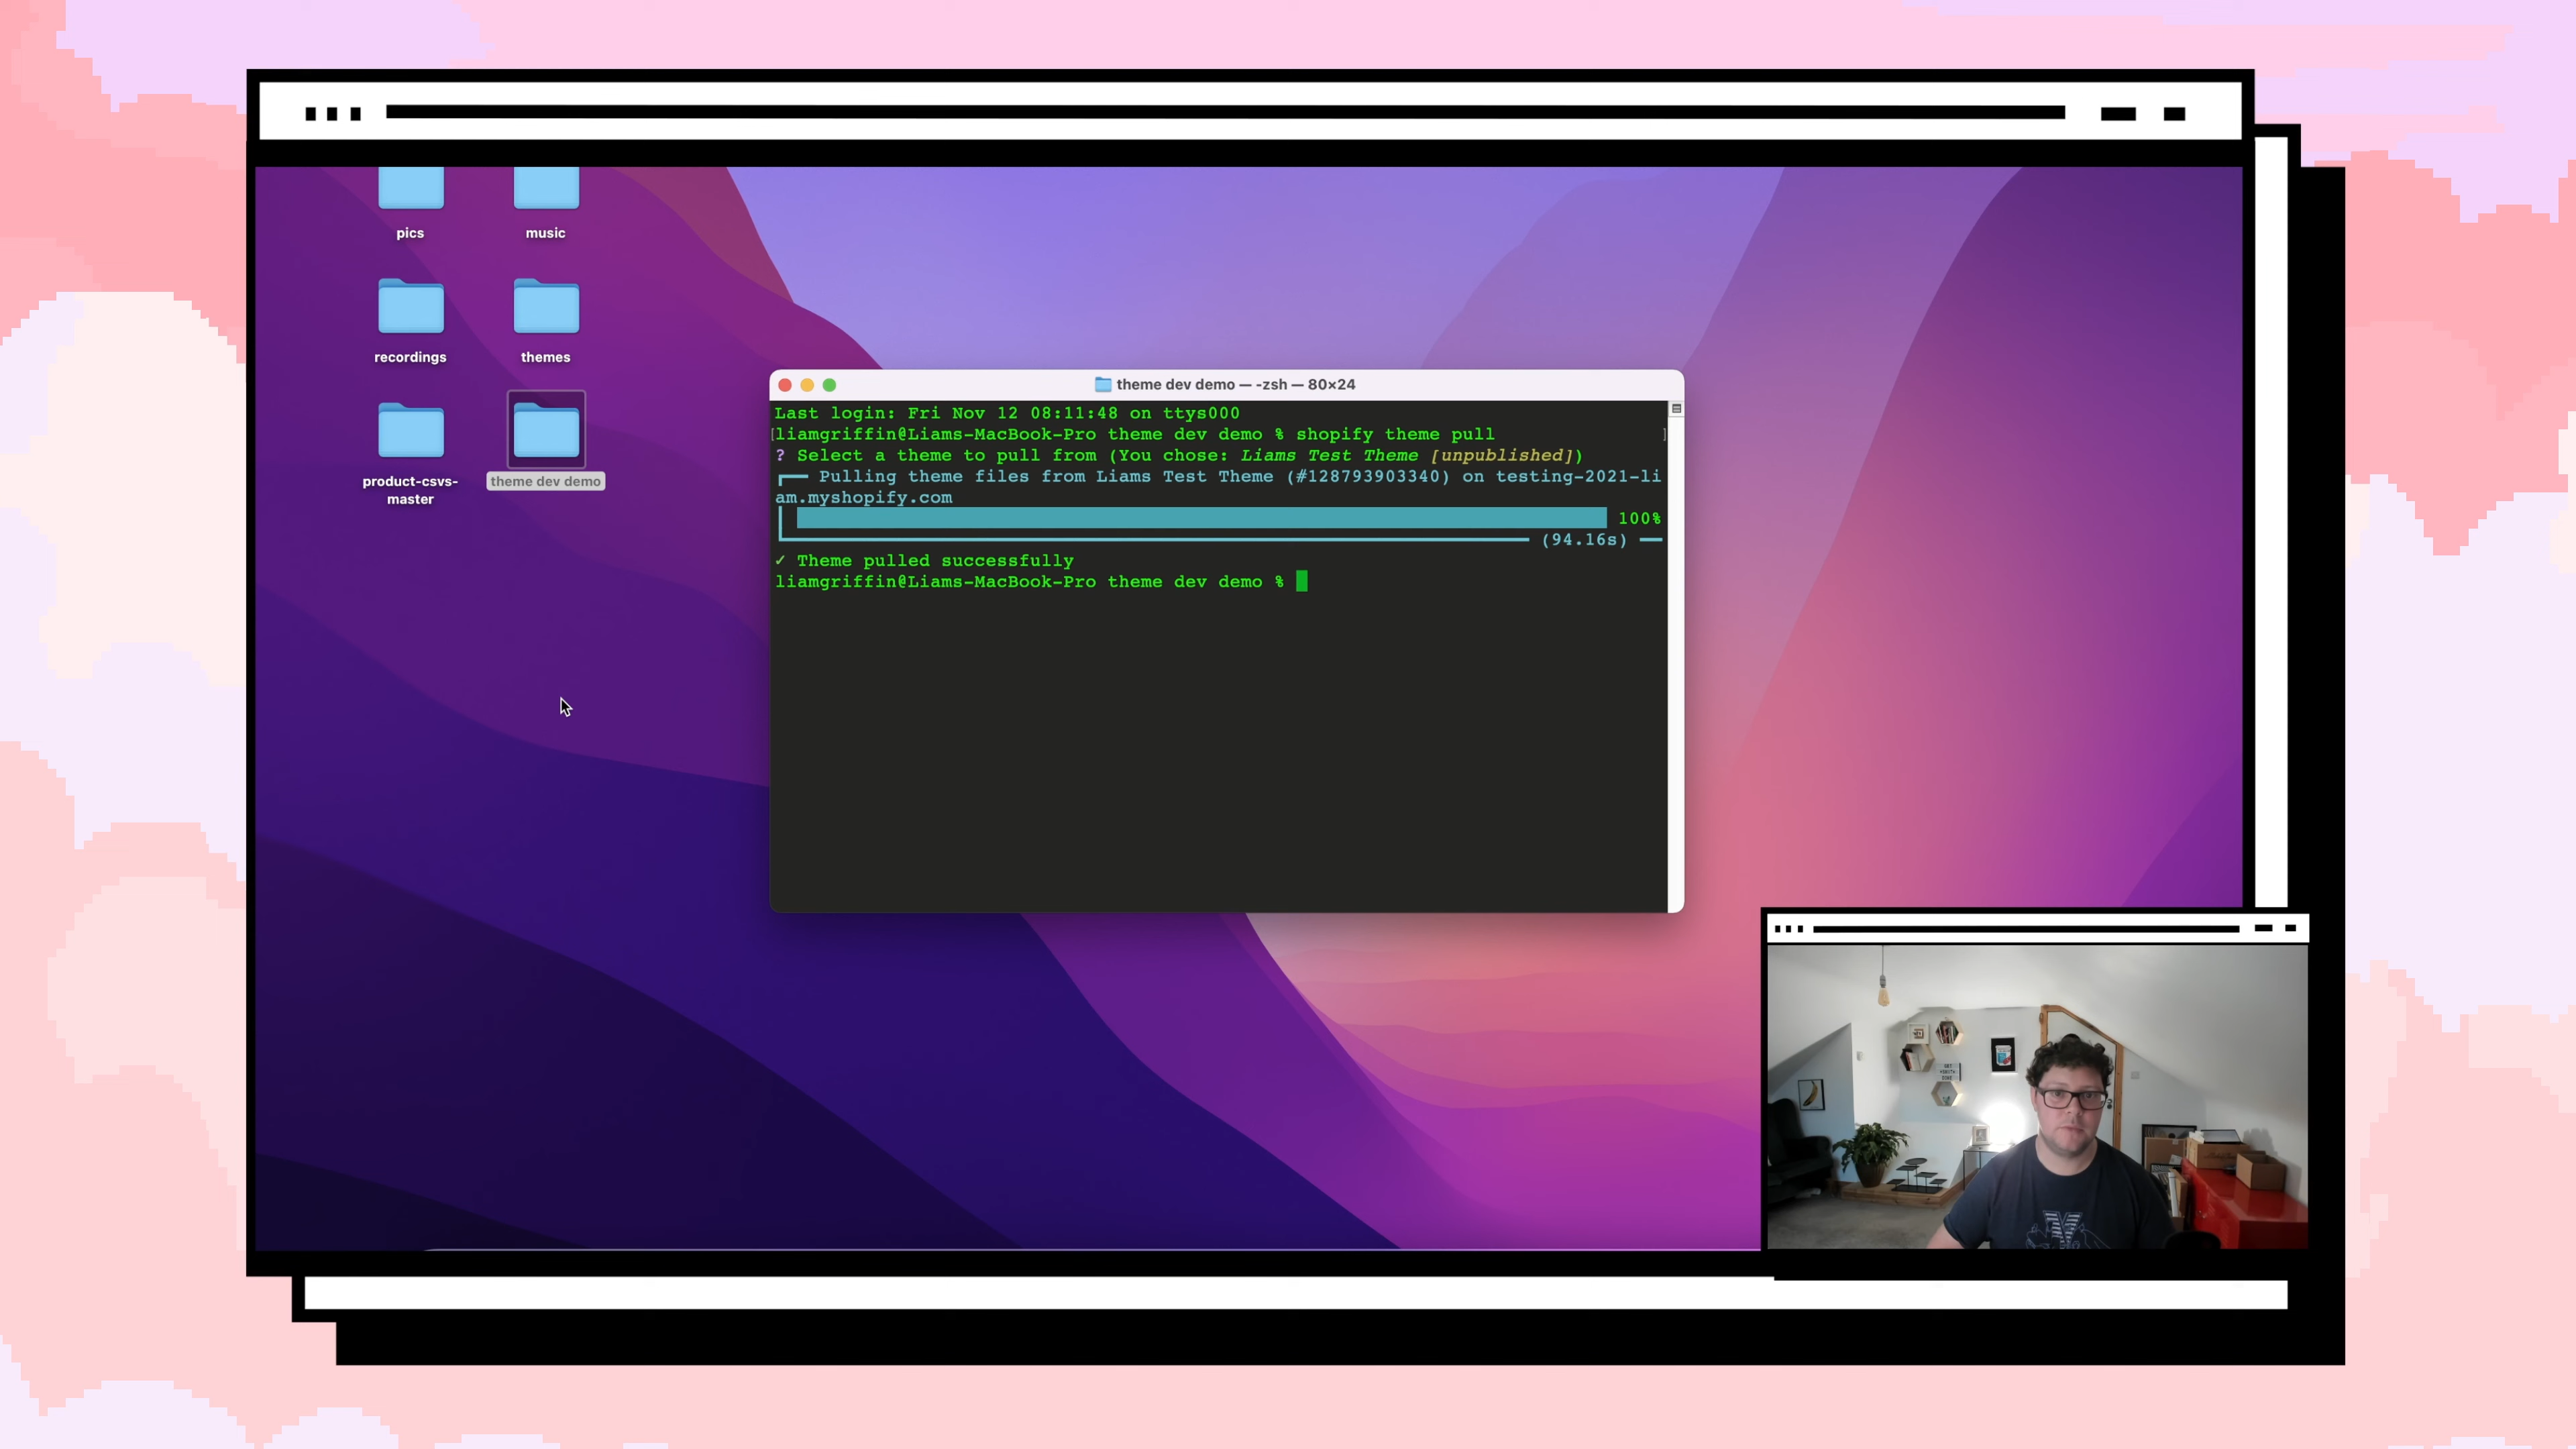 pics
music
recordings
themes
product-csvs-
master
theme dev demo
theme dev demo — -zsh — 80×24
Last login: Fri Nov 12 08:11:48 on ttys000
[liamgriffin@Liams-MacBook-Pro theme dev demo % shopify theme pull ]
? Select a theme to pull from (You chose: Liams Test Theme [unpublished])
Pulling theme files from Liams Test Theme (#128793903340) on testing-2021-li
am.myshopify.com
100%
(94.16s)
✓ Theme pulled successfully
liamgriffin@Liams-MacBook-Pro theme dev demo %